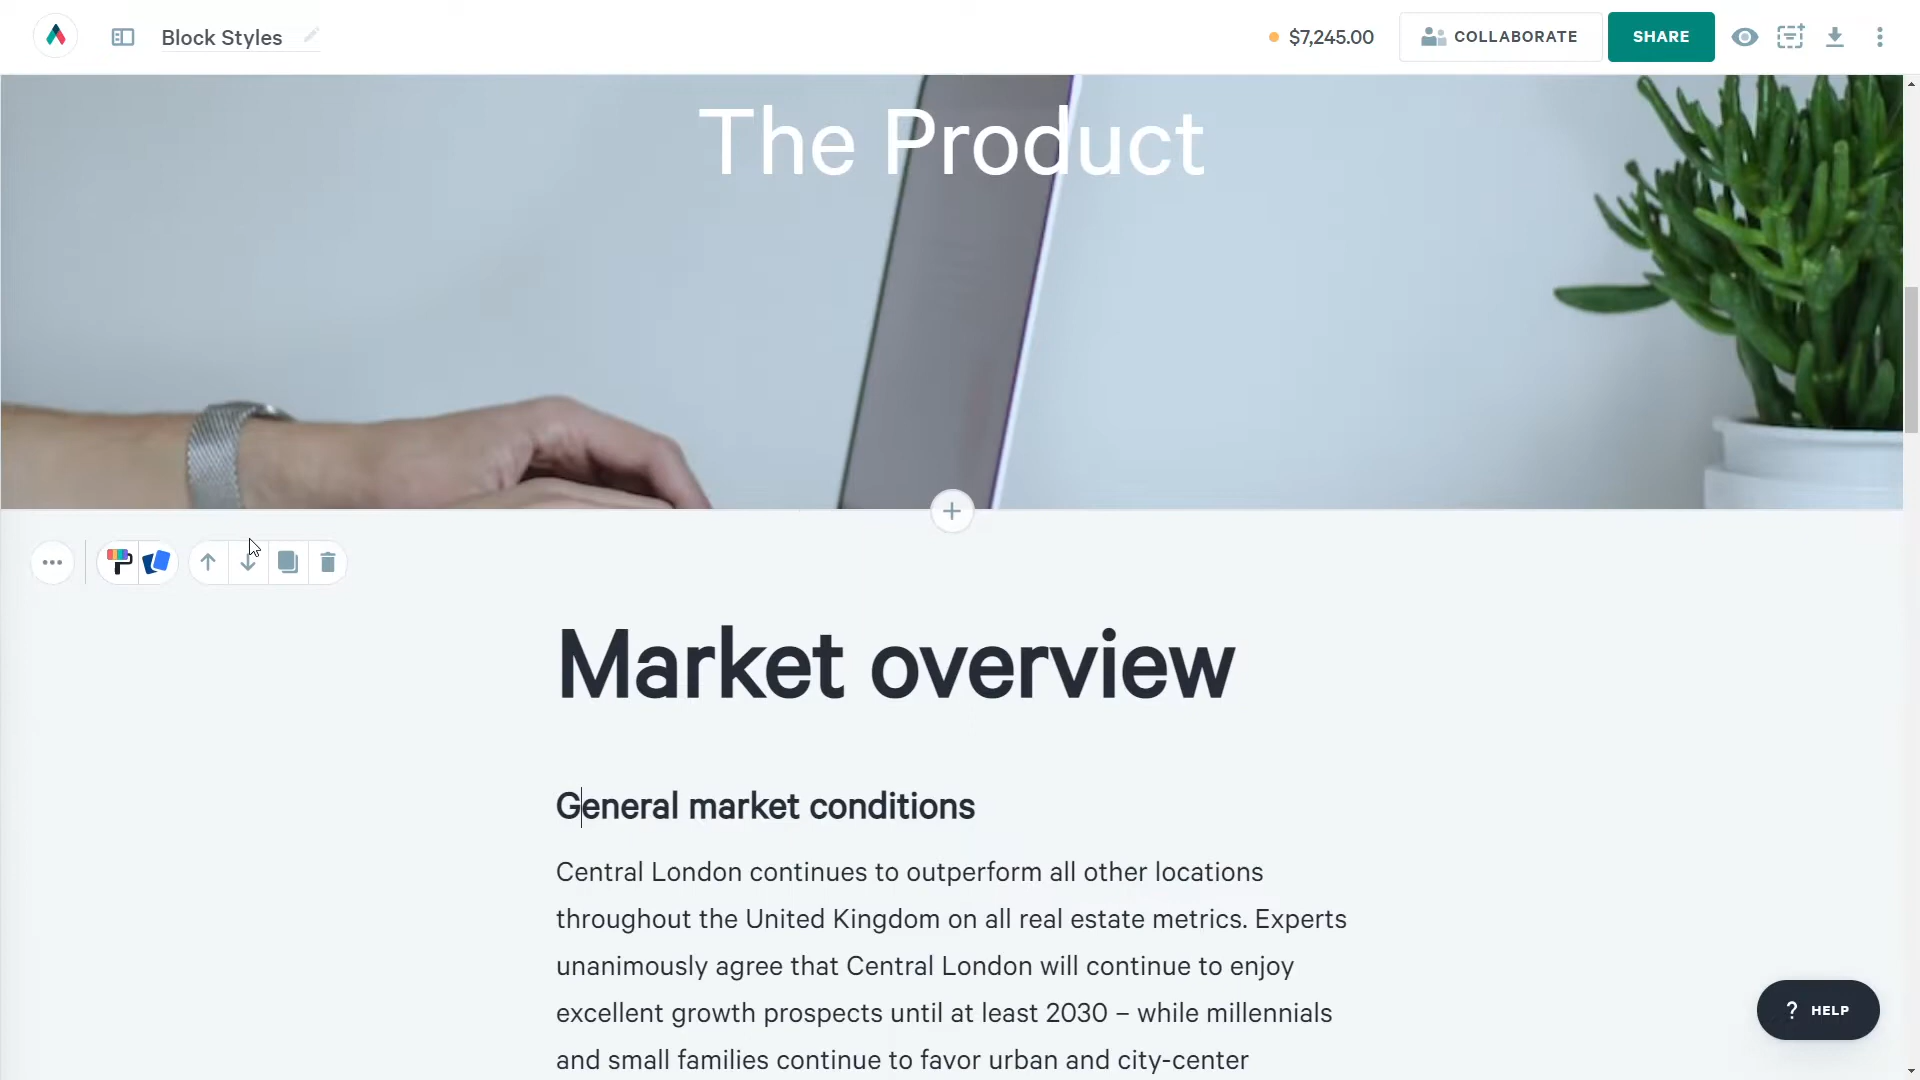 Block Styles
$7,245.00
COLLABORATE
SHARE
The Product
Market overview
General market conditions
Central London continues to outperform all other locations
throughout the United Kingdom on all real estate metrics. Experts
unanimously agree that Central London will continue to enjoy
excellent growth prospects until at least 2030 – while millennials
and small families continue to favor urban and city-center
? HELP